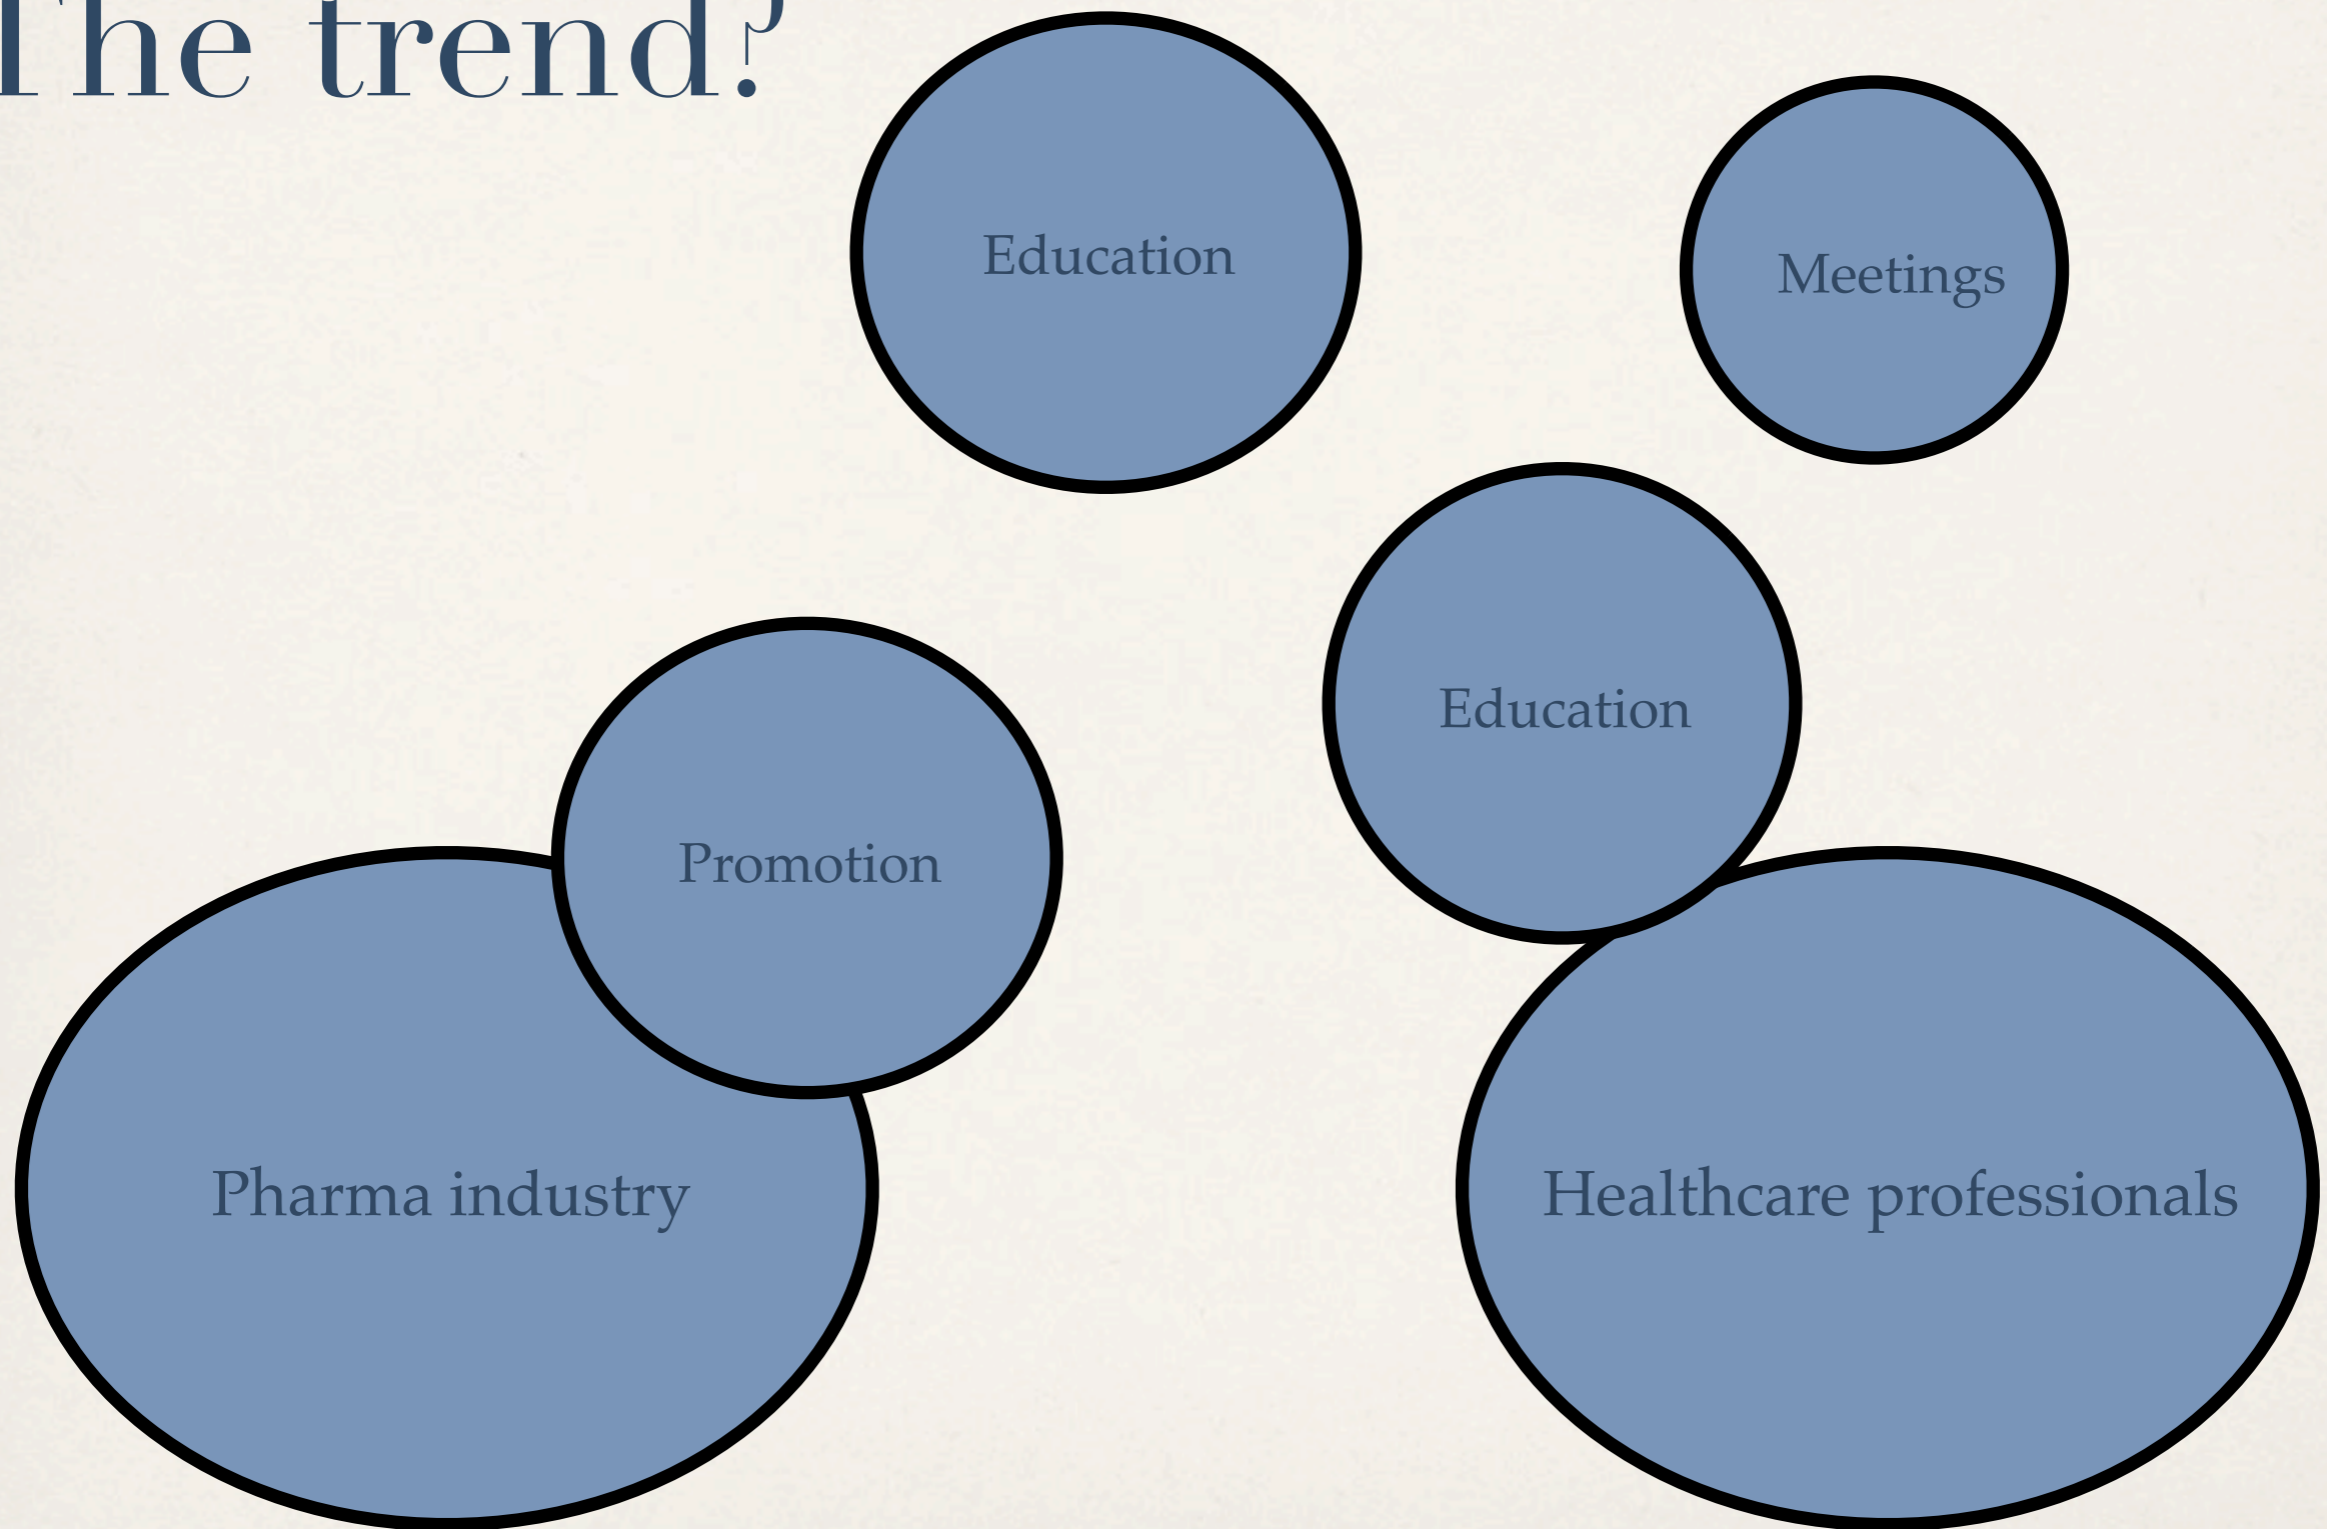 The trend?
Education
Meetings
Education
Promotion
Pharma industry
Healthcare professionals